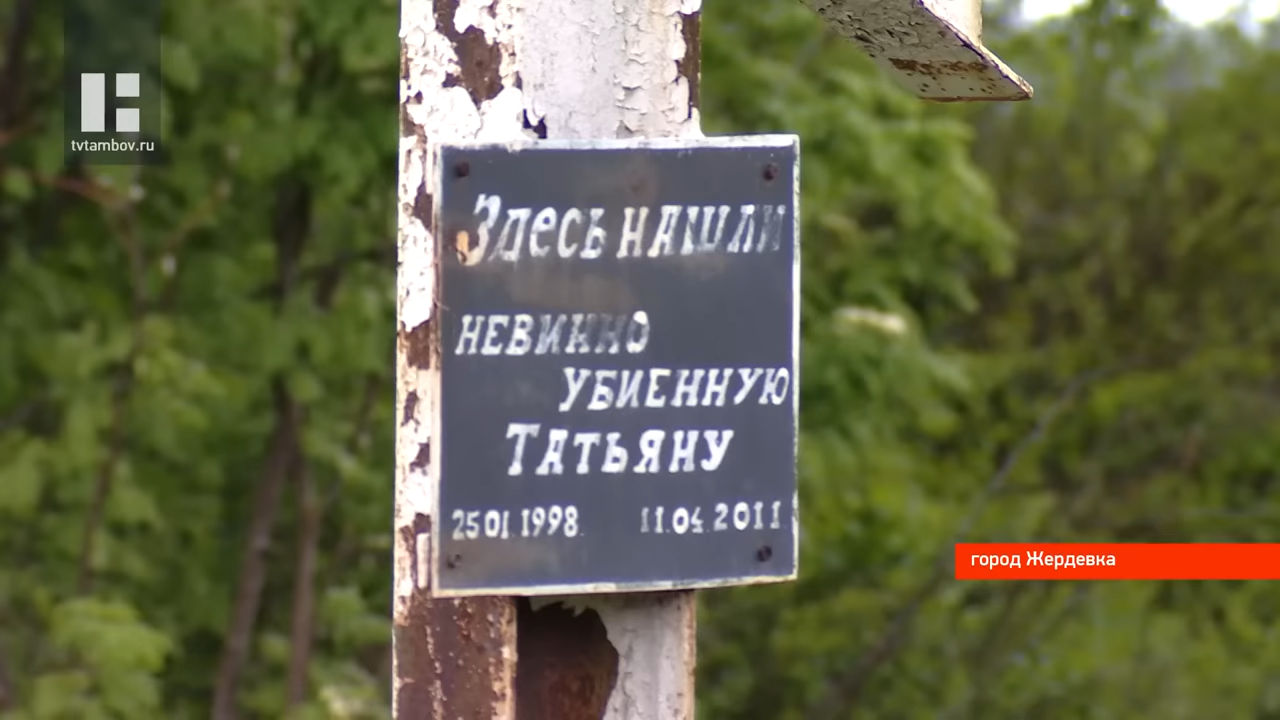 tvtambov.ru
Здесь нашли
невинно
убиенную
Татьяну
25 01.1998. 11.04.2011
город Жердевка